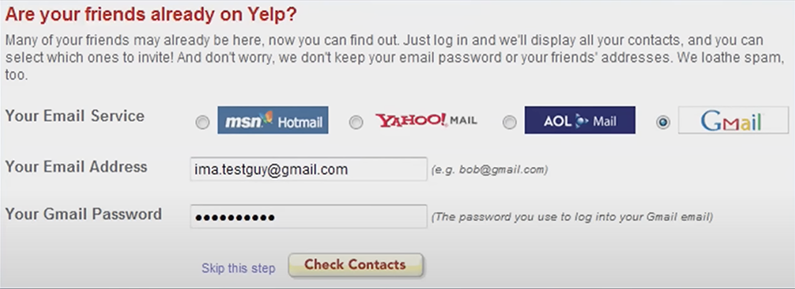 Are your friends already on Yelp?
Many of your friends may already be here, now you can find out. Just log in and we'll display all your contacts, and you can
select which ones to invite! And don't worry, we don't keep your email password or your friends' addresses. We loathe spam,
too.
Your Email Service msn Hotmail YAHOO! MAIL AOL Mail GMail
Your Email Address ima.testguy@gmail.com (e.g. bob@gmail.com)
Your Gmail Password •••••••••• (The password you use to log into your Gmail email)
Skip this step Check Contacts